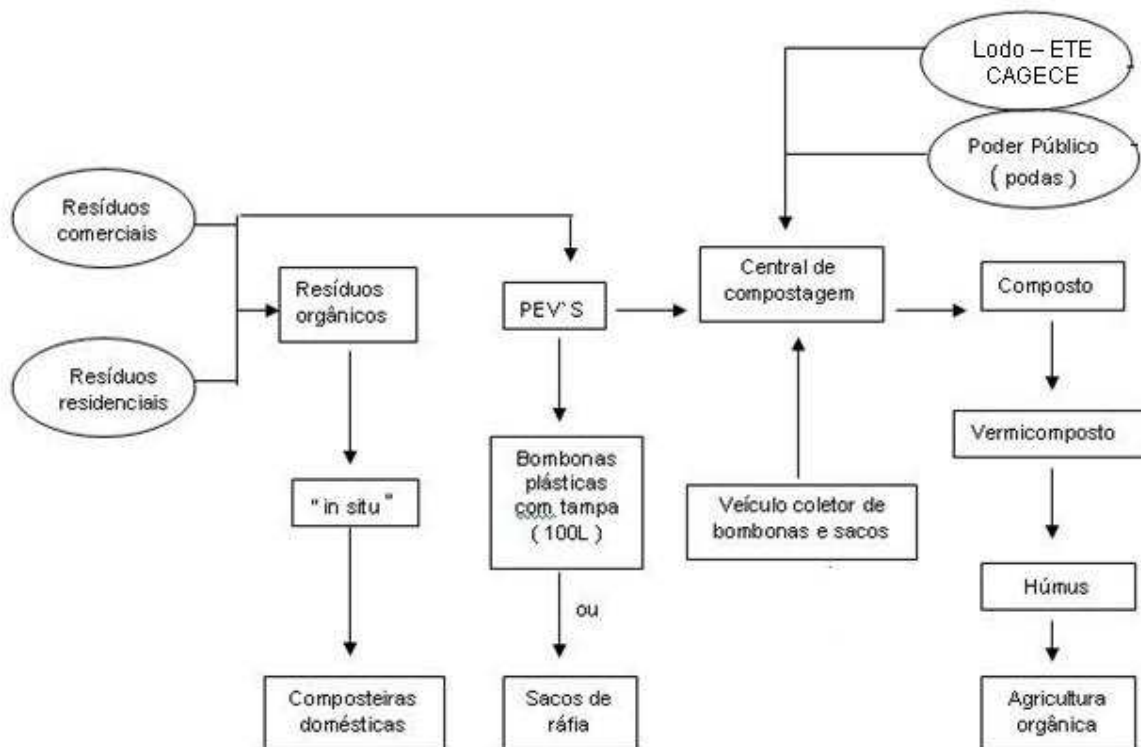 Lodo – ETE
CAGECE
Poder Público
( podas )
Resíduos
comerciais
Resíduos
orgânicos
PEV`S
Central de
compostagem
Composto
Resíduos
residenciais
Bombonas
plásticas
com tampa
( 100L )
Vermicomposto
" in situ "
Veículo coletor de
bombonas e sacos
Húmus
ou
Composteiras
domésticas
Sacos de
ráfia
Agricultura
orgânica